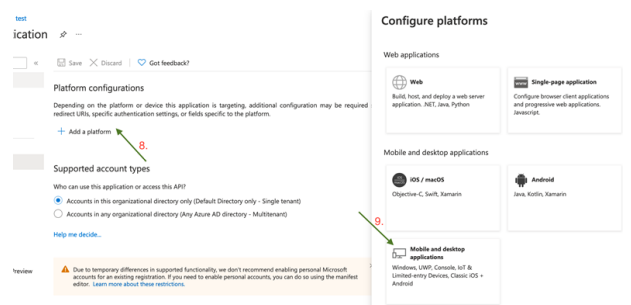 test
ication
Save Discard Got feedback?
Platform configurations
Depending on the platform or device this application is targeting, additional configuration may be required
redirect URIs, specific authentication settings, or fields specific to the platform.
+ Add a platform
8.
Supported account types
Who can use this application or access this API?
Accounts in this organizational directory only (Default Directory only - Single tenant)
Accounts in any organizational directory (Any Azure AD directory - Multitenant)
Help me decide...
Preview
Due to temporary differences in supported functionality, we don't recommend enabling personal Microsoft
accounts for an existing registration. If you need to enable personal accounts, you can do so using the manifest
editor. Learn more about these restrictions.
Configure platforms
Web applications
Web
Build, host, and deploy a web server
application. .NET, Java, Python
Single-page application
Configure browser client applications
and progressive web applications.
Javascript.
Mobile and desktop applications
iOS / macOS
Objective-C, Swift, Xamarin
Android
Java, Kotlin, Xamarin
9.
Mobile and desktop
applications
Windows, UWP, Console, IoT &
Limited-entry Devices, Classic iOS +
Android